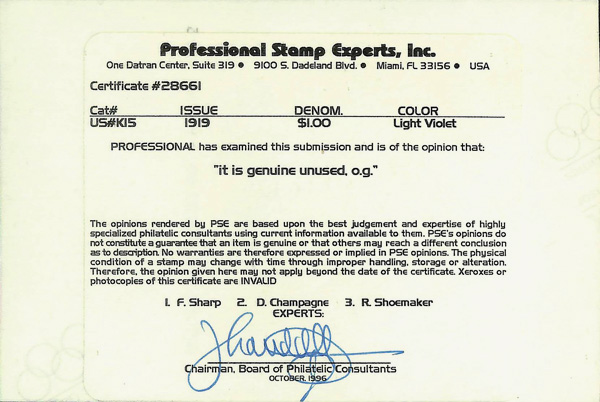 Professional Stamp Experts, Inc.
One Datran Center, Suite 319 ● 9100 S. Dadeland Blvd. ● Miami, FL 33156 ● USA
Certificate #28661
Cat# ISSUE DENOM. COLOR
US#K15 1919 $1.00 Light Violet
PROFESSIONAL has examined this submission and is of the opinion that:
"it is genuine unused, o.g."
The opinions rendered by PSE are based upon the best judgement and expertise of highly
specialized philatelic consultants using current information available to them. PSE's opinions do
not constitute a guarantee that an item is genuine or that others may reach a different conclusion
as to description. No warranties are therefore expressed or implied in PSE opinions. The physical
condition of a stamp may change with time through improper handling, storage or alteration.
Therefore, the opinion given here may not apply beyond the date of the certificate. Xeroxes or
photocopies of this certificate are INVALID
1. F. Sharp 2. D. Champagne 3. R. Shoemaker
EXPERTS:
Chairman, Board of Philatelic Consultants
OCTOBER, 1996